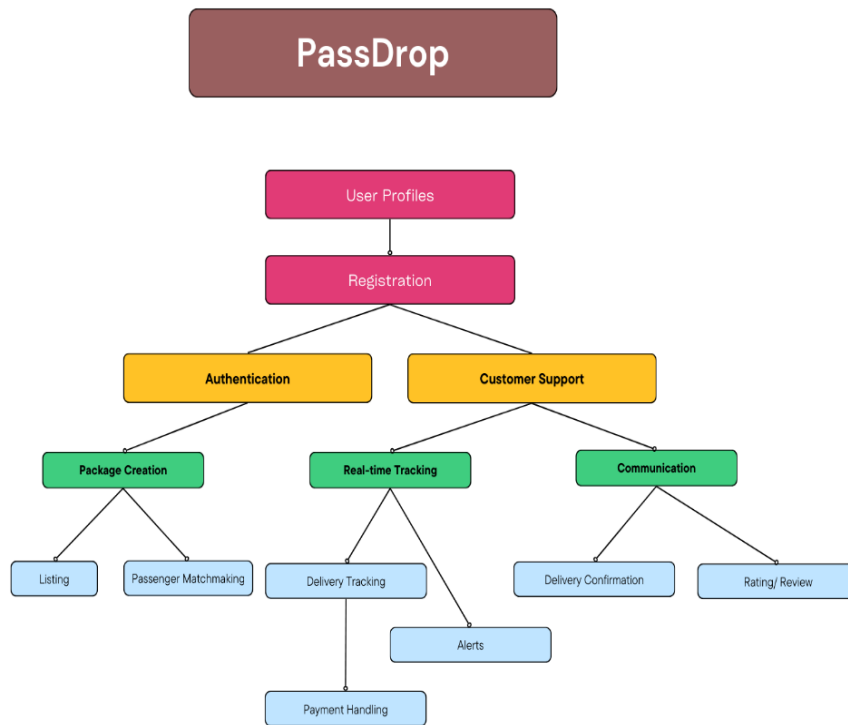 PassDrop
User Profiles
Registration
Authentication
Customer Support
Package Creation
Real-time Tracking
Communication
Listing
Passenger Matchmaking
Delivery Tracking
Delivery Confirmation
Rating/ Review
Alerts
Payment Handling